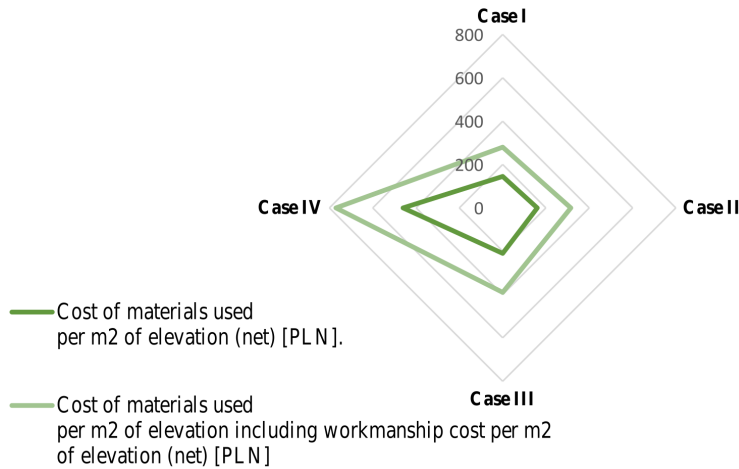 Case I
800
600
400
200
0
Case IV
Case II
Case III
Cost of materials used
per m2 of elevation (net) [PLN].
Cost of materials used
per m2 of elevation including workmanship cost per m2
of elevation (net) [PLN]